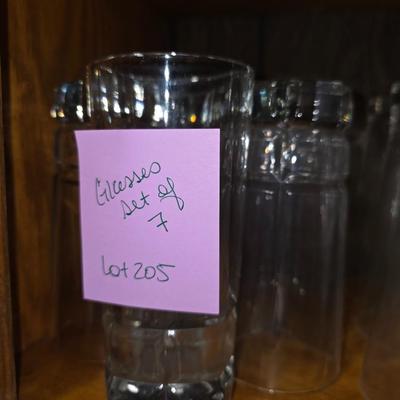 Glasses
set of
7
Lot 205